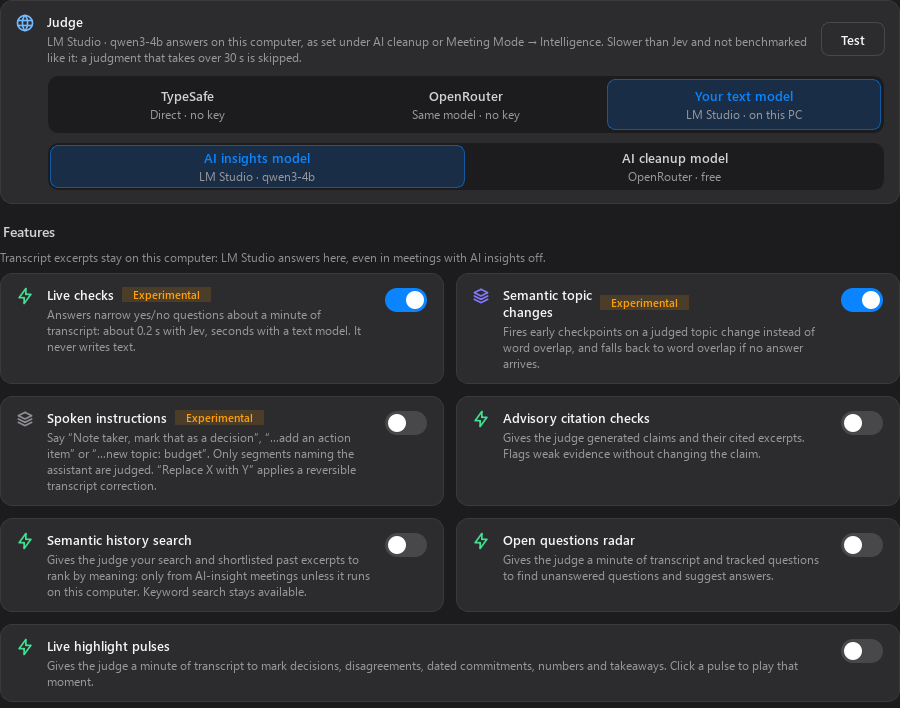 Judge
LM Studio · qwen3-4b answers on this computer, as set under AI cleanup or Meeting Mode → Intelligence. Slower than Jev and not benchmarked
like it: a judgment that takes over 30 s is skipped.
Test
TypeSafe
Direct · no key
OpenRouter
Same model · no key
Your text model
LM Studio · on this PC
AI insights model
LM Studio · qwen3-4b
AI cleanup model
OpenRouter · free
Features
Transcript excerpts stay on this computer: LM Studio answers here, even in meetings with AI insights off.
Live checks Experimental
Answers narrow yes/no questions about a minute of
transcript: about 0.2 s with Jev, seconds with a text model. It
never writes text.
Semantic topic
changes
Experimental
Fires early checkpoints on a judged topic change instead of
word overlap, and falls back to word overlap if no answer
arrives.
Spoken instructions Experimental
Say “Note taker, mark that as a decision”, “...add an action
item” or “...new topic: budget”. Only segments naming the
assistant are judged. “Replace X with Y” applies a reversible
transcript correction.
Advisory citation checks
Gives the judge generated claims and their cited excerpts.
Flags weak evidence without changing the claim.
Semantic history search
Gives the judge your search and shortlisted past excerpts to
rank by meaning: only from AI-insight meetings unless it runs
on this computer. Keyword search stays available.
Open questions radar
Gives the judge a minute of transcript and tracked questions
to find unanswered questions and suggest answers.
Live highlight pulses
Gives the judge a minute of transcript to mark decisions, disagreements, dated commitments, numbers and takeaways. Click a pulse to play that
moment.